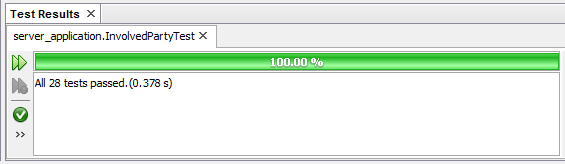 Test Results
server_application.InvolvedPartyTest
100.00 %
All 28 tests passed.(0.378 s)